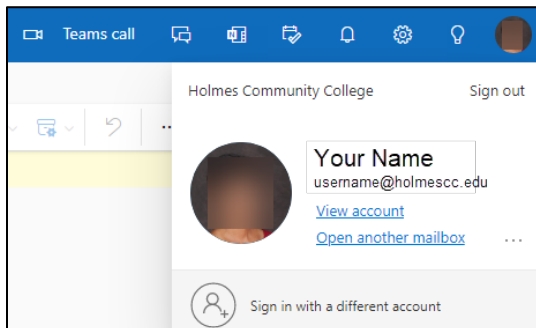 Teams call
Holmes Community College Sign out
Your Name
username@holmescc.edu
View account
Open another mailbox ...
Sign in with a different account